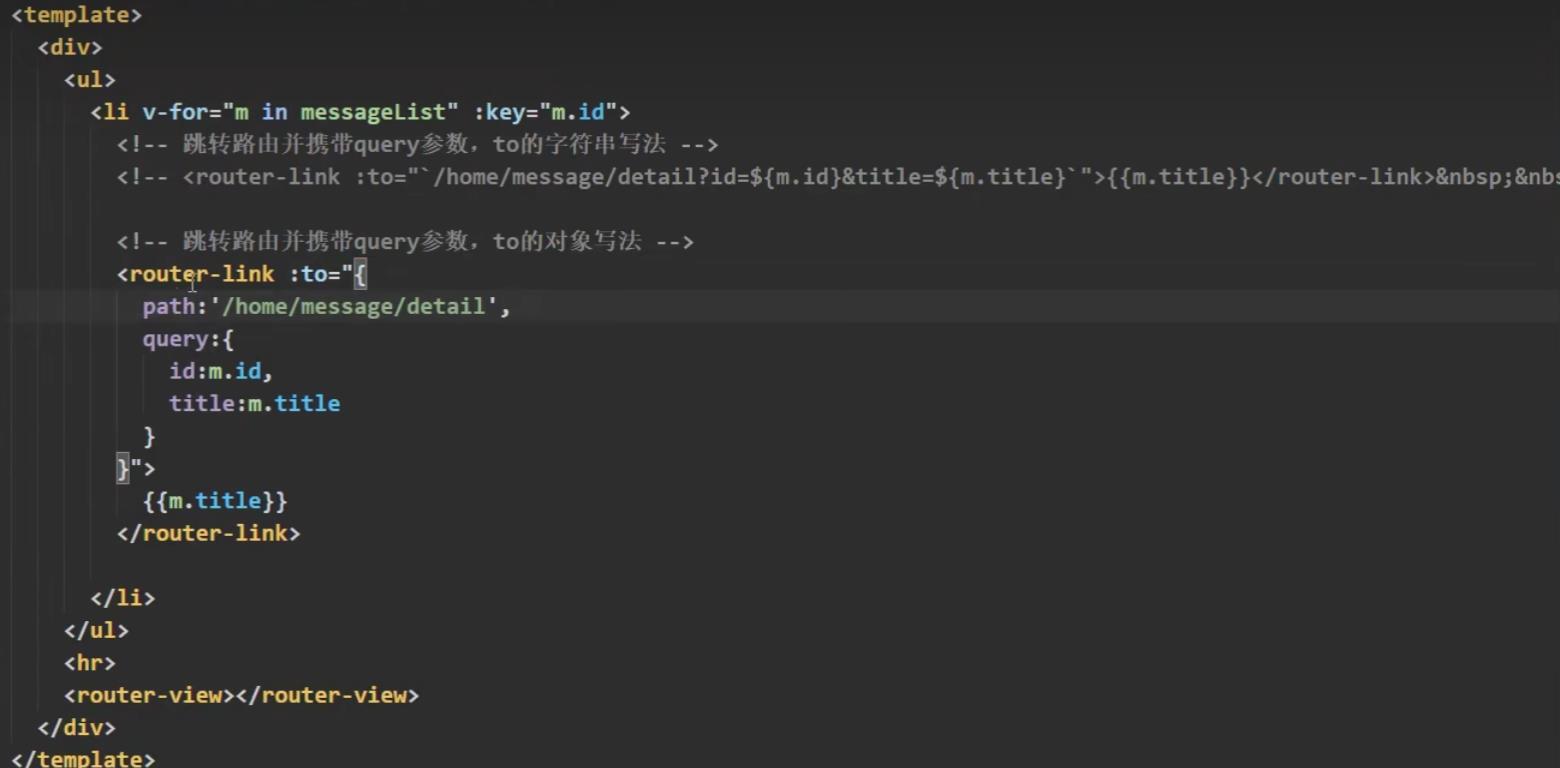 <template>
<div>
<ul>
<li v-for="m in messageList" :key="m.id">
<!-- 跳转路由并携带query参数，to的字符串写法 -->
<!-- <router-link :to="`/home/message/detail?id=${m.id}&title=${m.title}`">{{m.title}}</router-link>&nbsp;&nbs
<!-- 跳转路由并携带query参数，to的对象写法 -->
<router-link :to="{
path:'/home/message/detail',
query:{
id:m.id,
title:m.title
}
}">
{{m.title}}
</router-link>
</li>
</ul>
<hr>
<router-view></router-view>
</div>
</template>